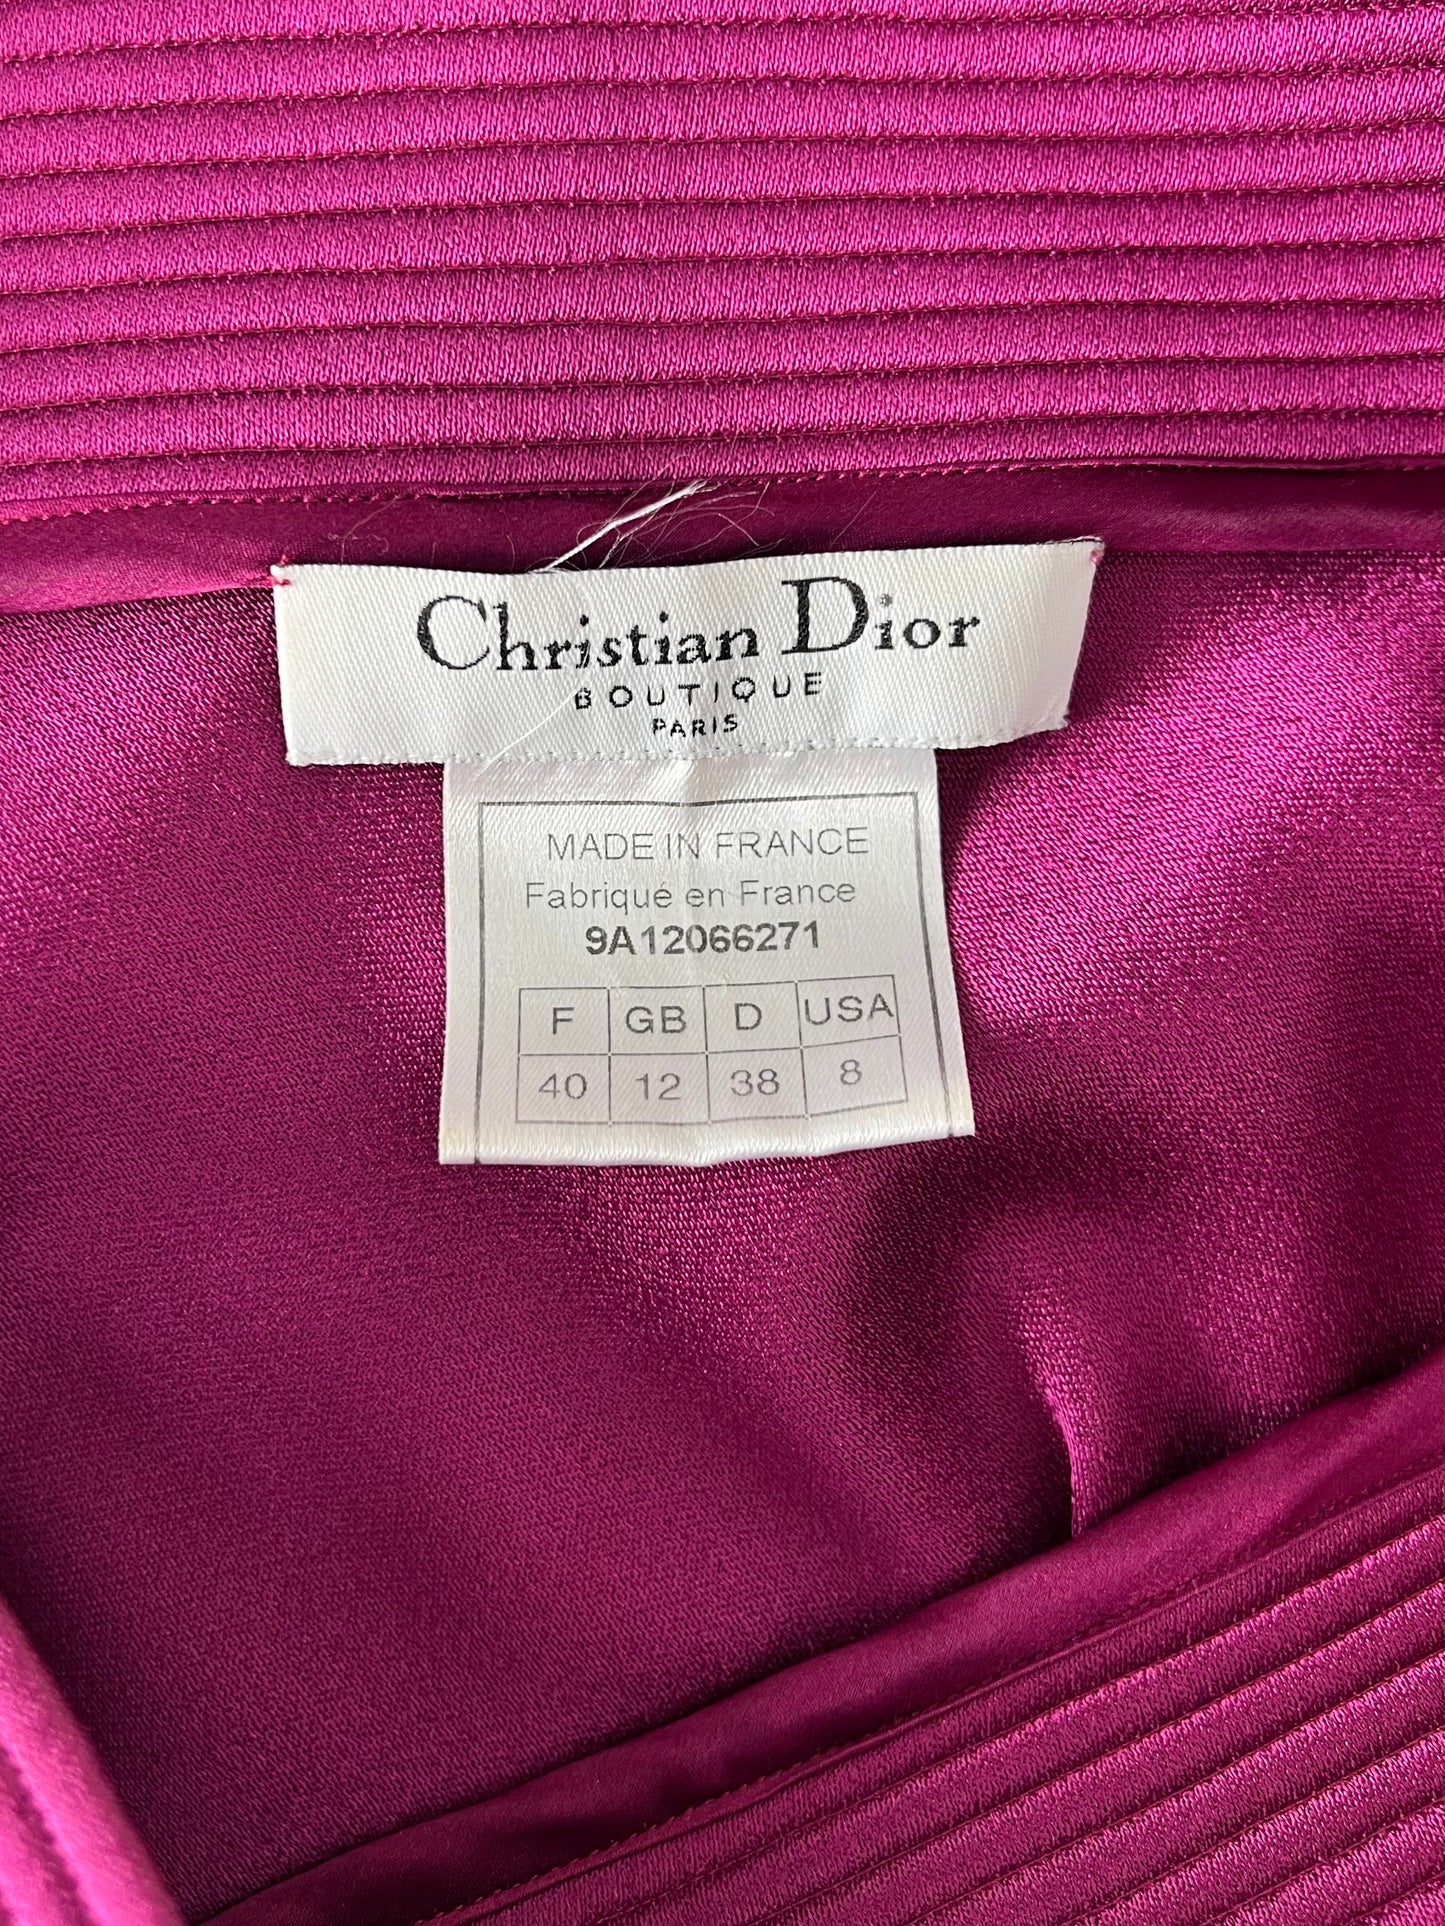 Christian Dior
BOUTIQUE
PARIS
MADE IN FRANCE
Fabriqué en France
9A12066271
F GB D USA
40 12 38 8